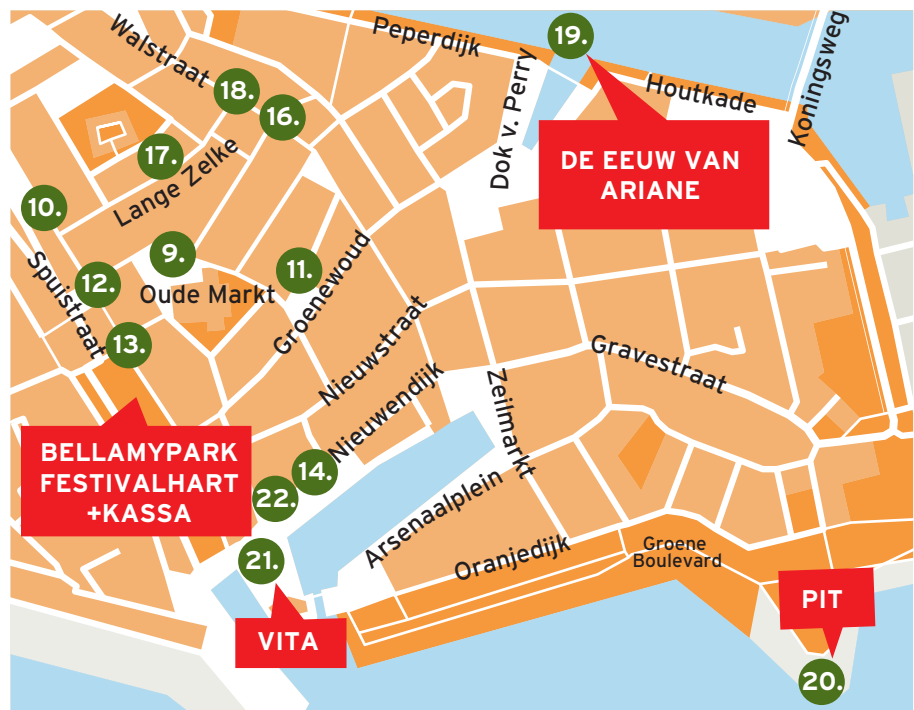 Walstraat
Peperdijk
19.
Koningsweg
18.
16.
Dok v. Perry
Houtkade
17.
Lange Zelke
DE EEUW VAN
ARIANE
10.
9.
11.
12.
Oude Markt
Spuistraat
Groenewoud
13.
Nieuwstraat
Gravestraat
Zeilmarkt
Nieuwendijk
BELLAMYPARK
FESTIVALHART
+KASSA
14.
22.
Arsenaalplein
21.
Oranjedijk
Groene
Boulevard
PIT
VITA
20.